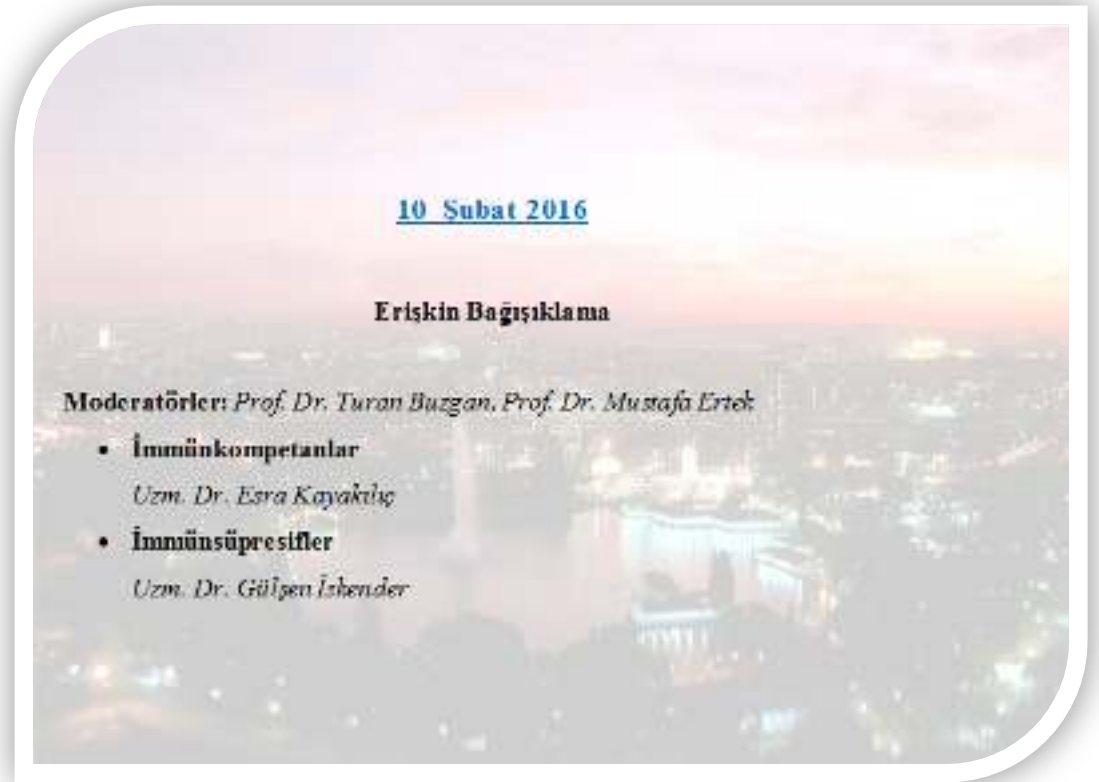 10 Şubat 2016
Erişkin Bağışıklama
Moderatörler: Prof. Dr. Turan Buzgan, Prof. Dr. Mustafa Ertek
• İmmünkompetanlar
Uzm. Dr. Esra Kayakılıç
• İmmünsüpresifler
Uzm. Dr. Gülşen İskender